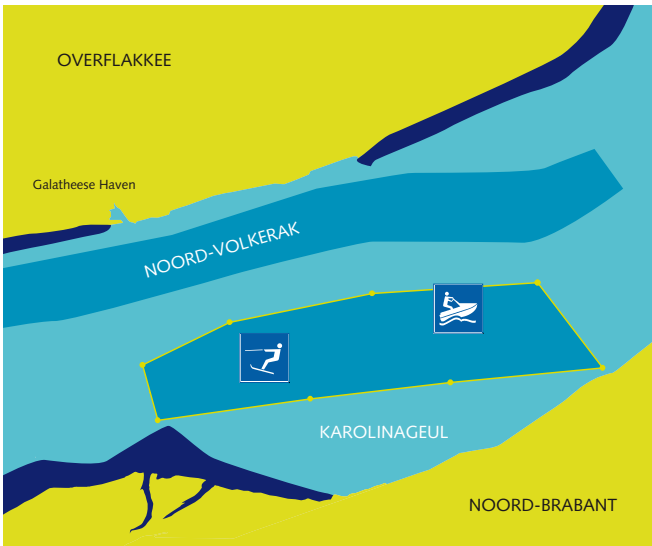 OVERFLAKKEE
Galatheese Haven
NOORD-VOLKERAK
KAROLINAGEUL
NOORD-BRABANT